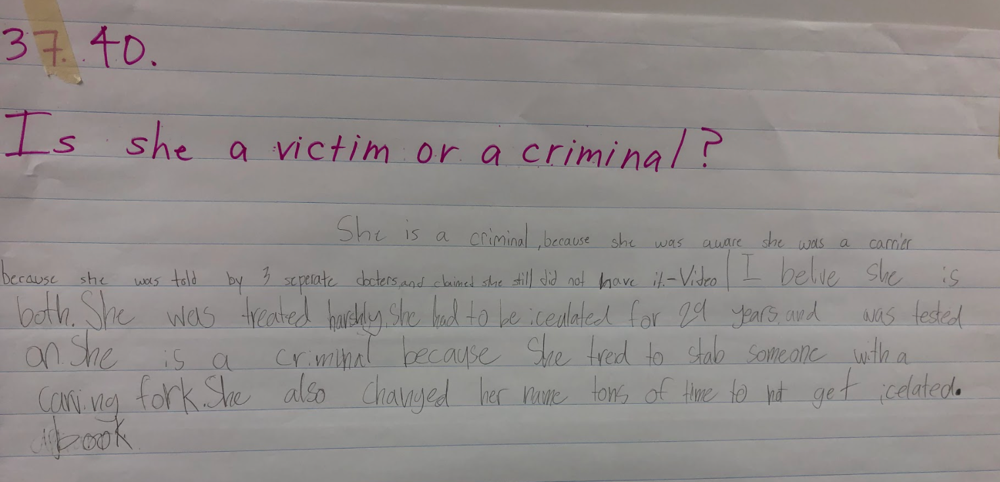 37. 40.
Is she a victim or a criminal?
She is a criminal, because she was aware she was a carrier
because she was told by 3 seperate docters, and claimed she still did not have it.-Video | I belive she is
both. She was treated harshly. She had to be iceulated for 29 years, and was tested
on. She is a criminal because She treid to stab someone with a
carving fork. She also changed her name tons of time to not get icelated.
book